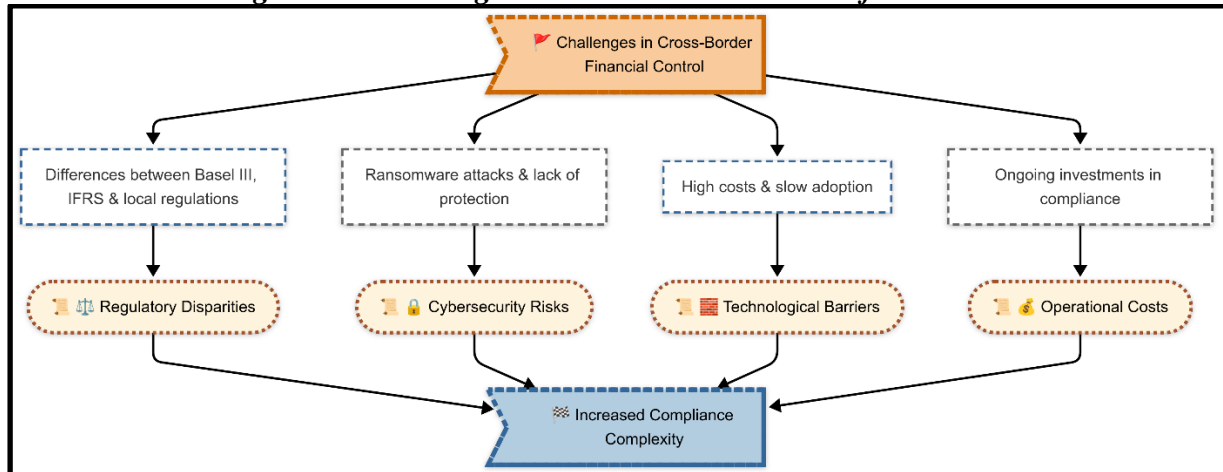 🚩 Challenges in Cross-Border
Financial Control
Differences between Basel III,
IFRS & local regulations
Ransomware attacks & lack of
protection
High costs & slow adoption
Ongoing investments in
compliance
📜 ⚖️ Regulatory Disparities
📜 🔒 Cybersecurity Risks
📜 🧱 Technological Barriers
📜 💰 Operational Costs
🏁 Increased Compliance
Complexity